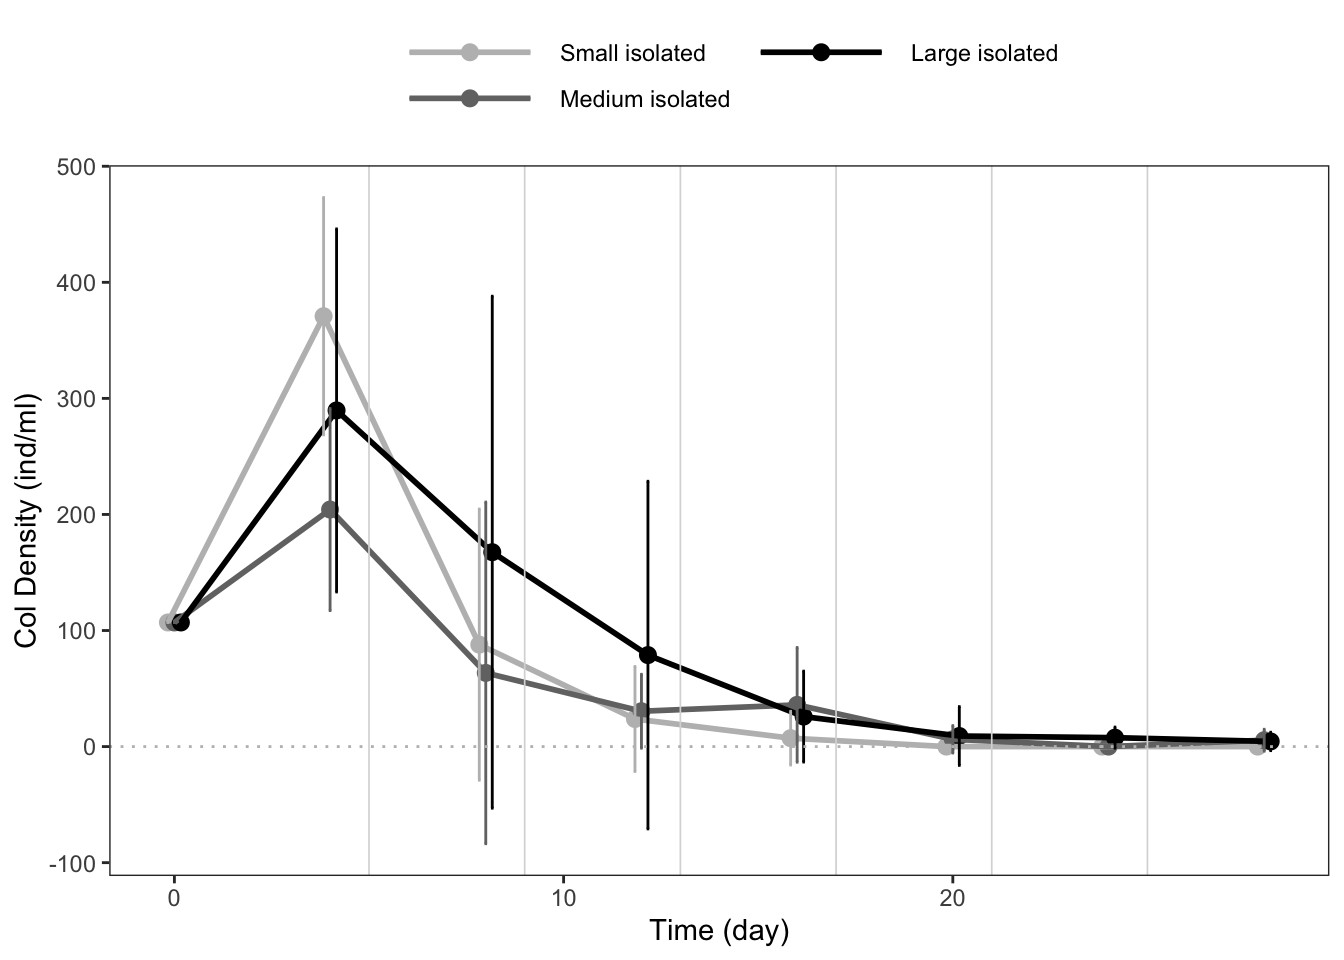 Small isolated
Large isolated
Medium isolated
500
400
300
200
100
0
-100
Col Density (ind/ml)
0
10
20
Time (day)